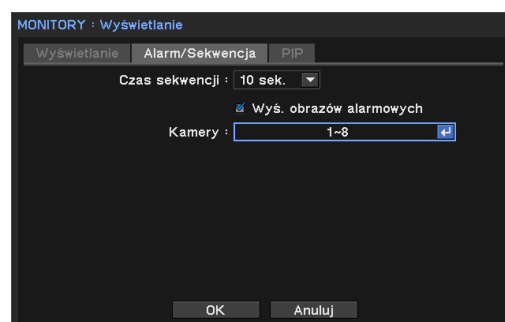 MONITORY : Wyświetlanie
Wyświetlanie Alarm/Sekwencja PIP
Czas sekwencji : 10 sek.
Wyś. obrazów alarmowych
Kamery : 1~8
OK Anuluj